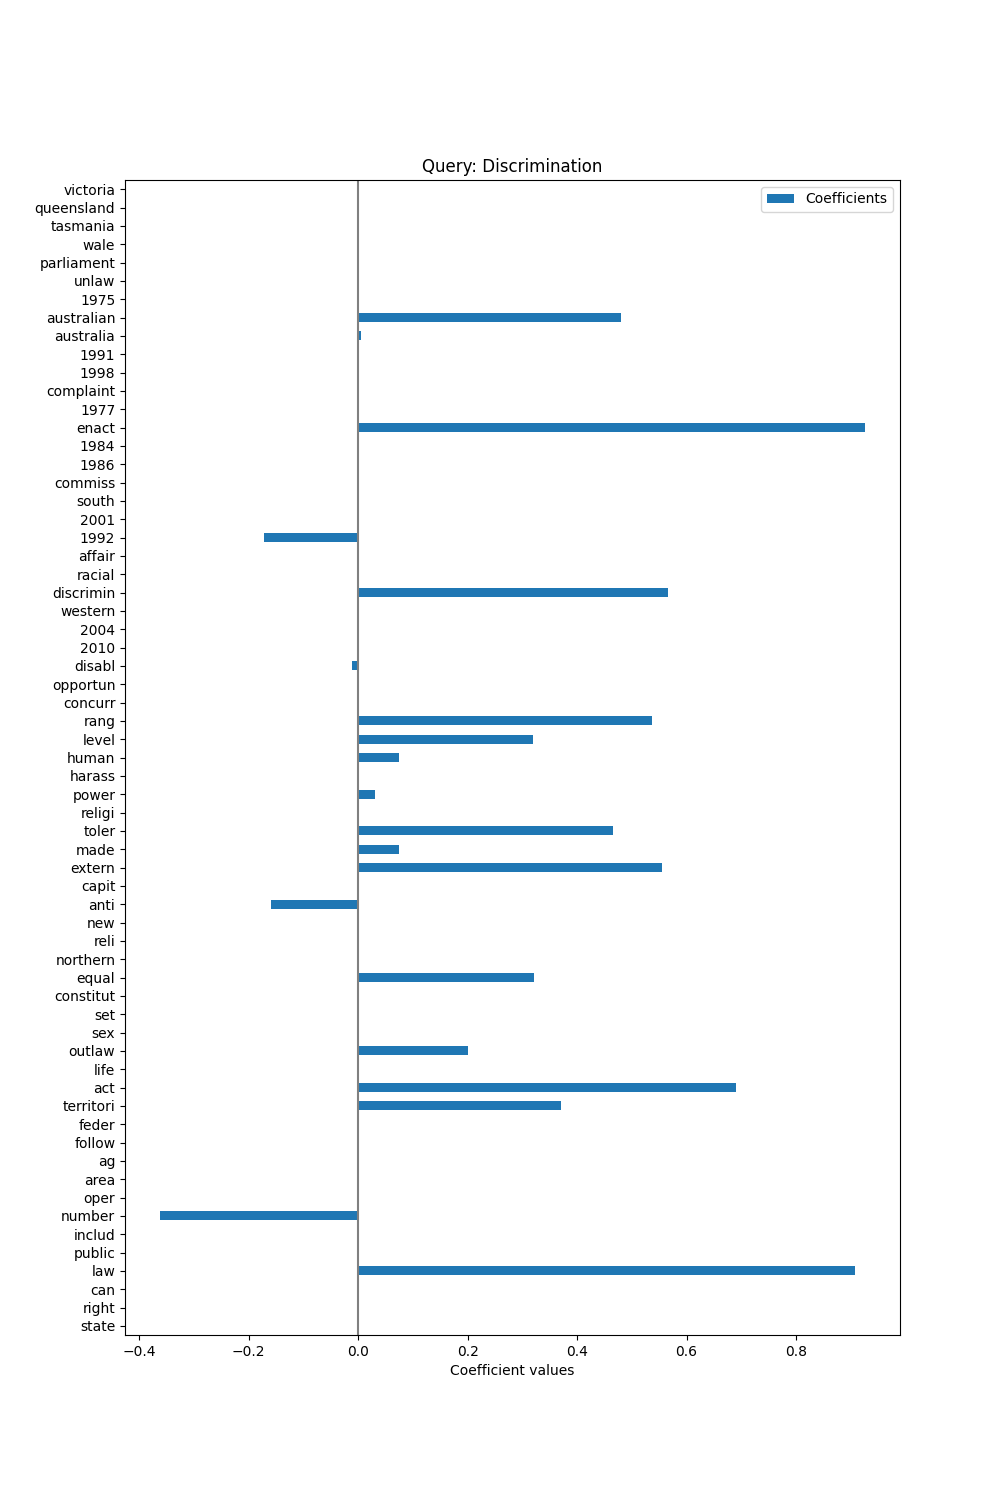 Query: Discrimination
Coefficients
victoria
queensland
tasmania
wale
parliament
unlaw
1975
australian
australia
1991
1998
complaint
1977
enact
1984
1986
commiss
south
2001
1992
affair
racial
discrimin
western
2004
2010
disabl
opportun
concurr
rang
level
human
harass
power
religi
toler
made
extern
capit
anti
new
reli
northern
equal
constitut
set
sex
outlaw
life
act
territori
feder
follow
ag
area
oper
number
includ
public
law
can
right
state
−0.4 −0.2 0.0 0.2 0.4 0.6 0.8
Coefficient values